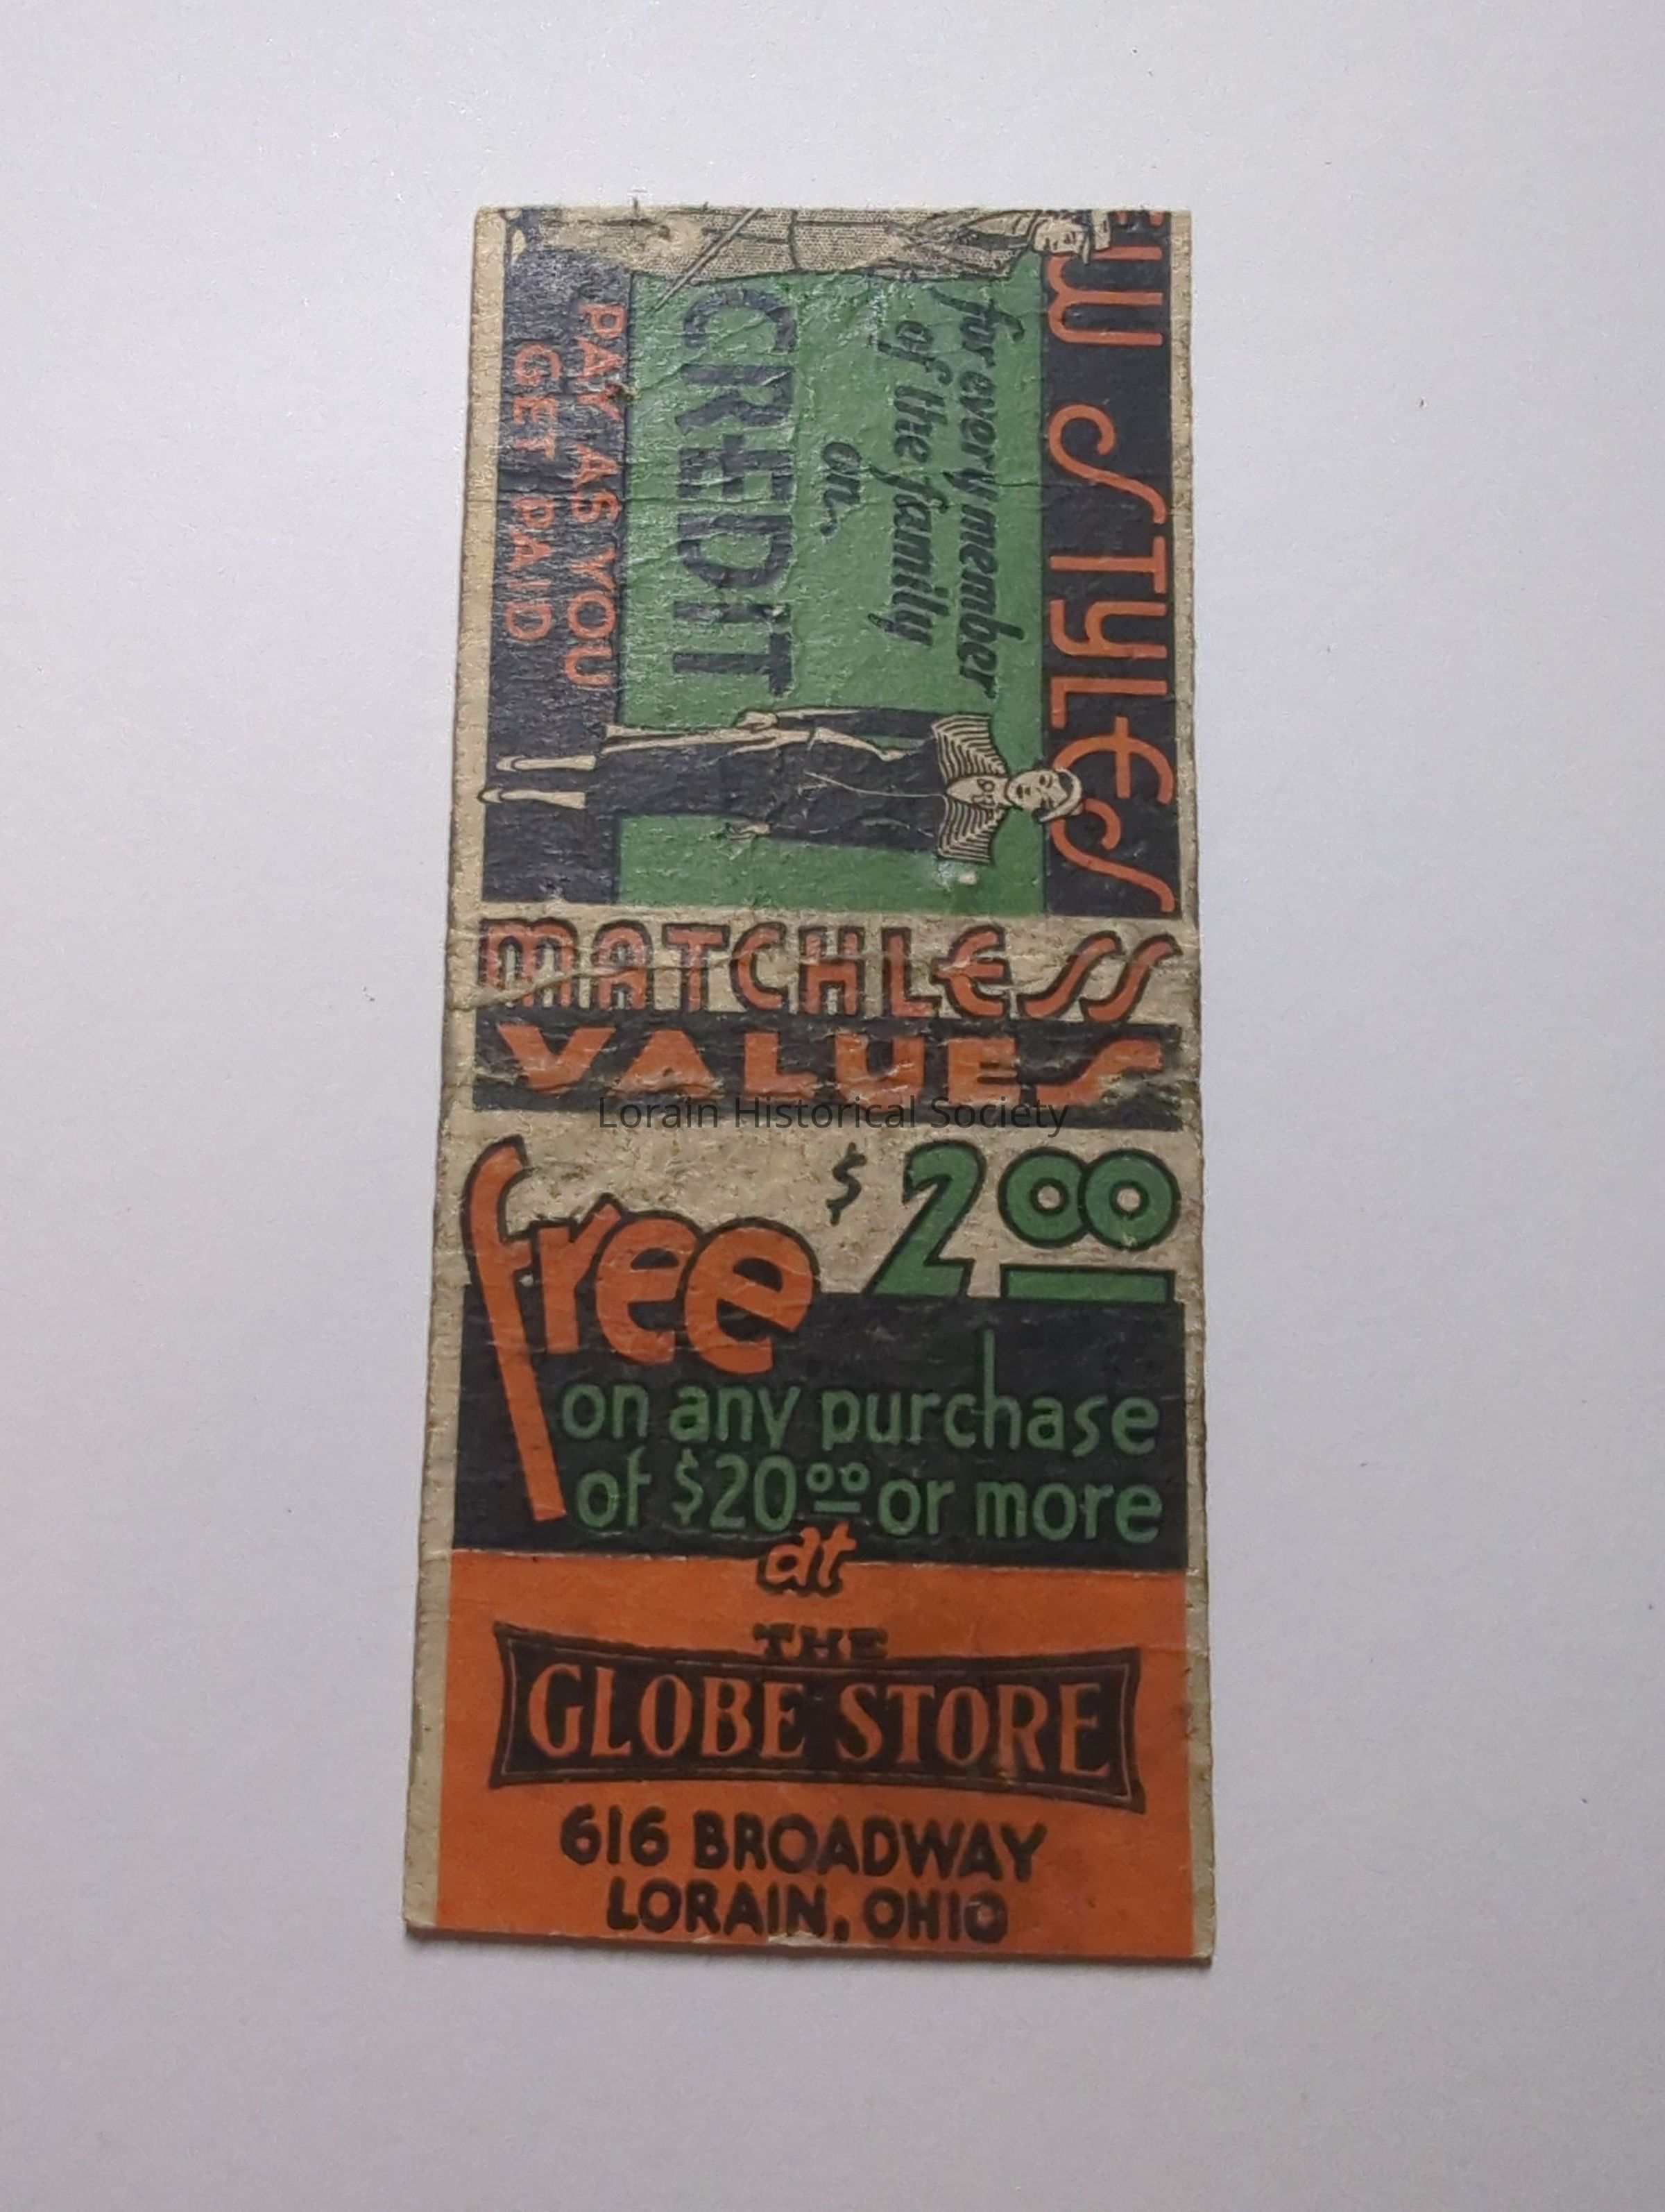 EW STYLES
for every member
of the family
on
CREDIT
PAY AS YOU
GET PAID
MATCHLESS
VALUES
Lorain Historical Society
free $2.00
on any purchase
of $20.00 or more
at
THE
GLOBE STORE
616 BROADWAY
LORAIN, OHIO